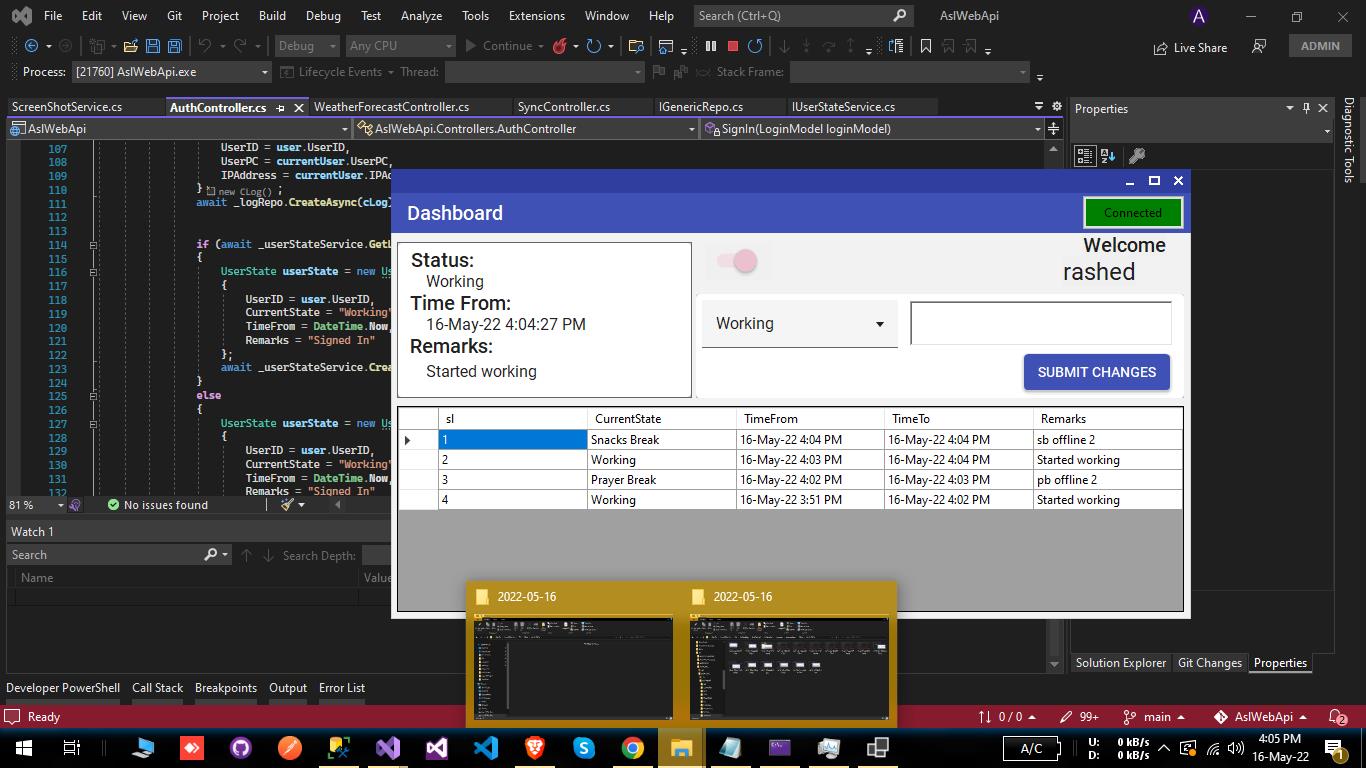 File Edit View Git Project Build Debug Test Analyze Tools Extensions Window Help Search (Ctrl+Q) AslWebApi A
Debug Any CPU Continue Live Share ADMIN
Process: [21760] AslWebApi.exe Lifecycle Events Thread: Stack Frame:
ScreenShotService.cs AuthController.cs WeatherForecastController.cs SyncController.cs IGenericRepo.cs IUserStateService.cs
Properties
Diagnostic Tools
AslWebApi AslWebApi.Controllers.AuthController SignIn(LoginModel loginModel)
107 UserID = user.UserID,
108 UserPC = currentUser.UserPC,
109 IPAddress = currentUser.IPAd
110 } new CLog() ;
111 await _logRepo.CreateAsync(cLog)
112
113
114 if (await _userStateService.GetL
115 {
116 UserState userState = new Us
117 {
118 UserID = user.UserID,
119 CurrentState = "Working"
120 TimeFrom = DateTime.Now,
121 Remarks = "Signed In"
122 };
123 await _userStateService.Crea
124 }
125 else
126 {
127 UserState userState = new Us
128 {
129 UserID = user.UserID,
130 CurrentState = "Working"
131 TimeFrom = DateTime.Now,
132 Remarks = "Signed In"
81 % No issues found
Dashboard
Connected
Status:
Working
Time From:
16-May-22 4:04:27 PM
Remarks:
Started working
Welcome
rashed
Working
SUBMIT CHANGES
sl CurrentState TimeFrom TimeTo Remarks
1 Snacks Break 16-May-22 4:04 PM 16-May-22 4:04 PM sb offline 2
2 Working 16-May-22 4:03 PM 16-May-22 4:04 PM Started working
3 Prayer Break 16-May-22 4:02 PM 16-May-22 4:03 PM pb offline 2
4 Working 16-May-22 3:51 PM 16-May-22 4:02 PM Started working
Watch 1
Search Search Depth:
Name Value
2022-05-16 2022-05-16
Solution Explorer Git Changes Properties
Developer PowerShell Call Stack Breakpoints Output Error List
Ready 0 / 0 99+ main AslWebApi 2
A/C U: 0 kB/s 4:05 PM
D: 0 kB/s 16-May-22 1